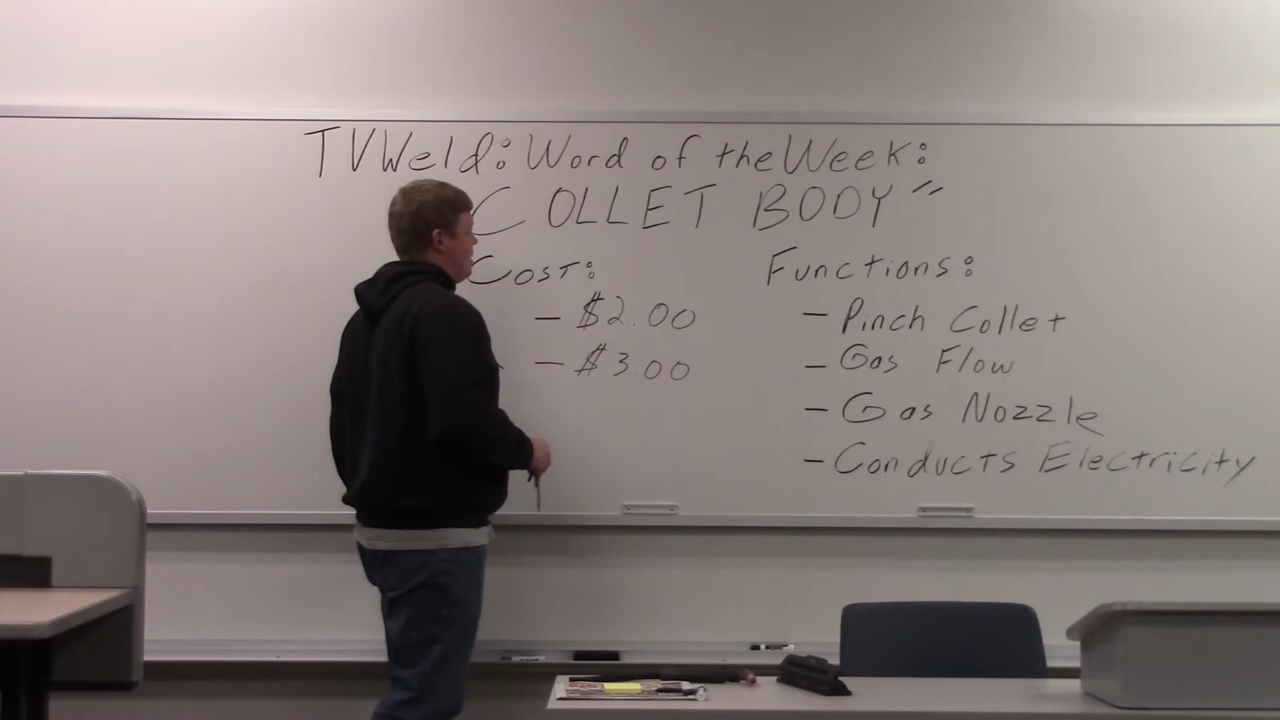 TVWeld: Word of the Week:
COLLET BODY"
Cost:
- $2.00
- $3.00
Functions:
- Pinch Collet
- Gas Flow
- Gas Nozzle
- Conducts Electricity